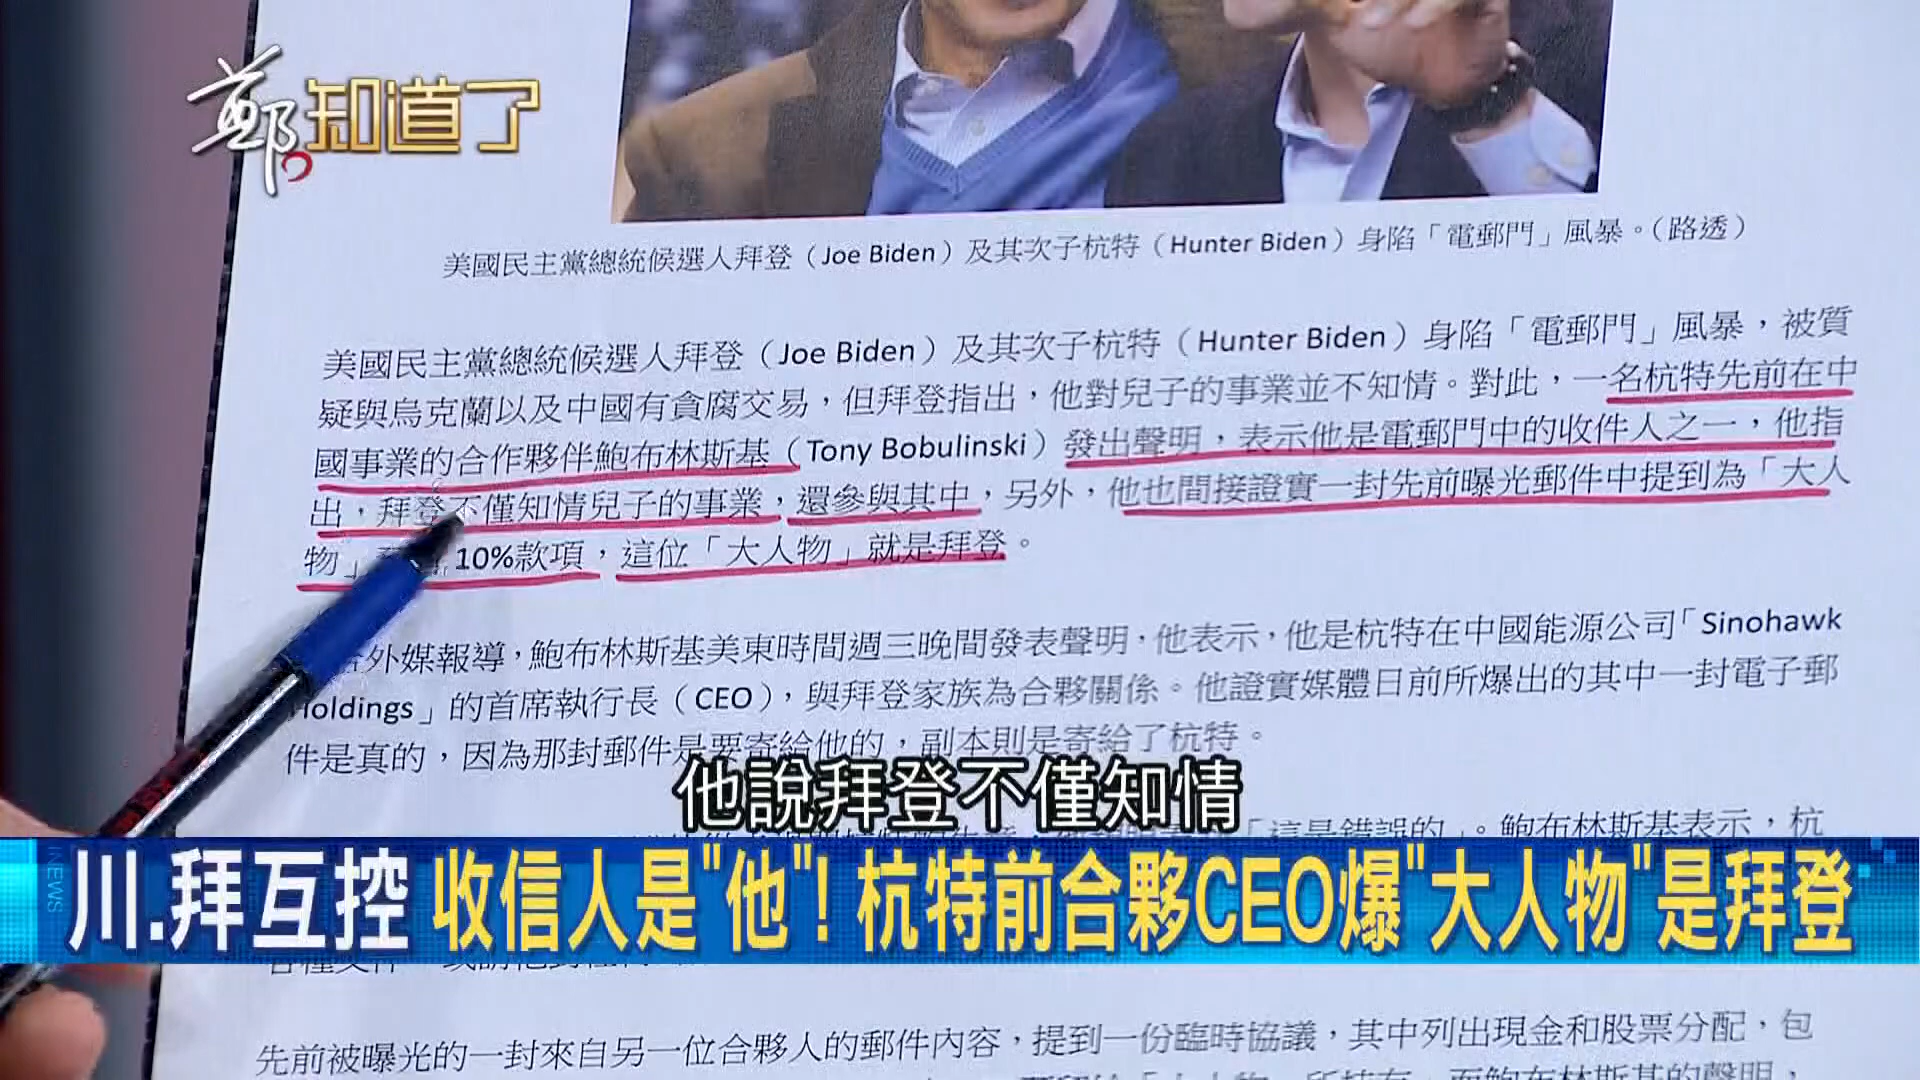 鄭知道了
美國民主黨總統候選人拜登（Joe Biden）及其次子杭特（Hunter Biden）身陷「電郵門」風暴。（路透）
美國民主黨總統候選人拜登（Joe Biden）及其次子杭特（Hunter Biden）身陷「電郵門」風暴，被質
疑與烏克蘭以及中國有貪腐交易，但拜登指出，他對兒子的事業並不知情。對此，一名杭特先前在中
國事業的合作夥伴鮑布林斯基（Tony Bobulinski）發出聲明，表示他是電郵門中的收件人之一，他指
出，拜登不僅知情兒子的事業，還參與其中，另外，他也間接證實一封先前曝光郵件中提到為「大人
物」 10%款項，這位「大人物」就是拜登。
外媒報導，鮑布林斯基美東時間週三晚間發表聲明，他表示，他是杭特在中國能源公司「Sinohawk
Holdings」的首席執行長（CEO），與拜登家族為合夥關係。他證實媒體日前所爆出的其中一封電子郵
件是真的，因為那封郵件是要寄給他的，副本則是寄給了杭特。
他說拜登不僅知情
「這是錯誤的」。鮑布林斯基表示，杭
NEWS
川.拜互控 收信人是"他"! 杭特前合夥CEO爆"大人物"是拜登
先前被曝光的一封來自另一位合夥人的郵件內容，提到一份臨時協議，其中列出現金和股票分配，包